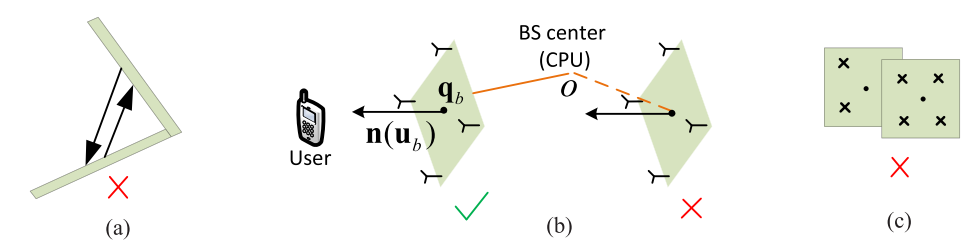 BS center
(CPU)
O
q_b
n(u_b)
User
(a)
(b)
(c)